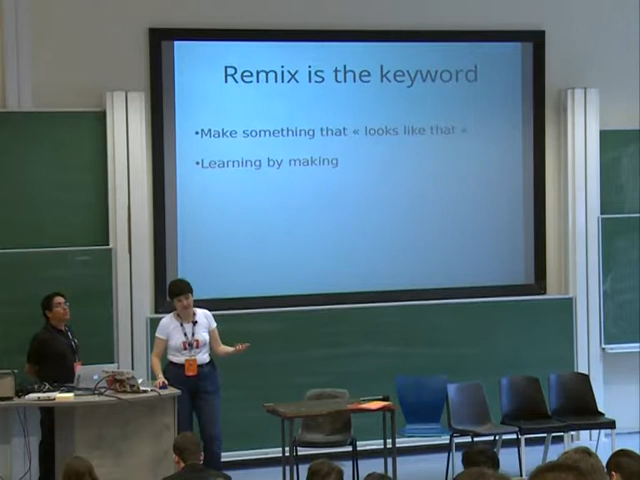 Remix is the keyword
•Make something that « looks like that »
•Learning by making